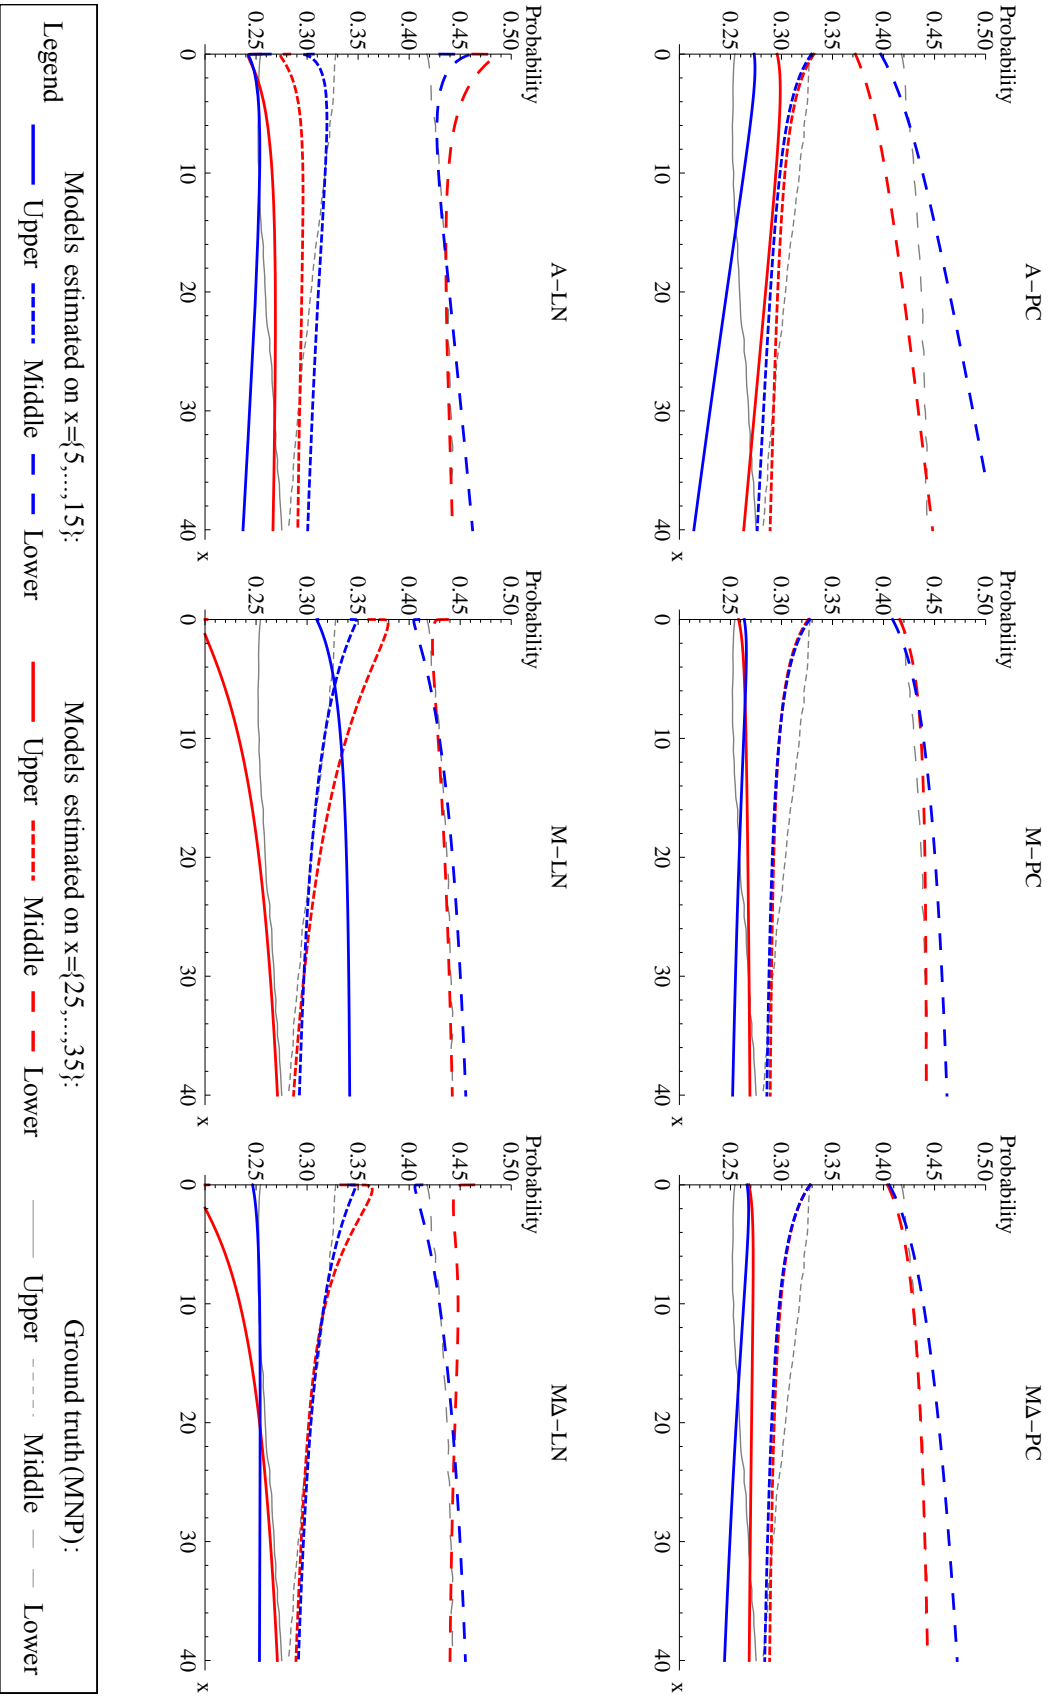 A−PC
Probability
0.50
0.45
0.40
0.35
0.30
0.25
0 10 20 30 40 x
M−PC
Probability
0.50
0.45
0.40
0.35
0.30
0.25
0 10 20 30 40 x
MΔ−PC
Probability
0.50
0.45
0.40
0.35
0.30
0.25
0 10 20 30 40 x
A−LN
Probability
0.50
0.45
0.40
0.35
0.30
0.25
0 10 20 30 40 x
M−LN
Probability
0.50
0.45
0.40
0.35
0.30
0.25
0 10 20 30 40 x
MΔ−LN
Probability
0.50
0.45
0.40
0.35
0.30
0.25
0 10 20 30 40 x
Models estimated on x={5,...,15}: Models estimated on x={25,...,35}: Ground truth (MNP):
Legend Upper Middle Lower Upper Middle Lower Upper Middle Lower